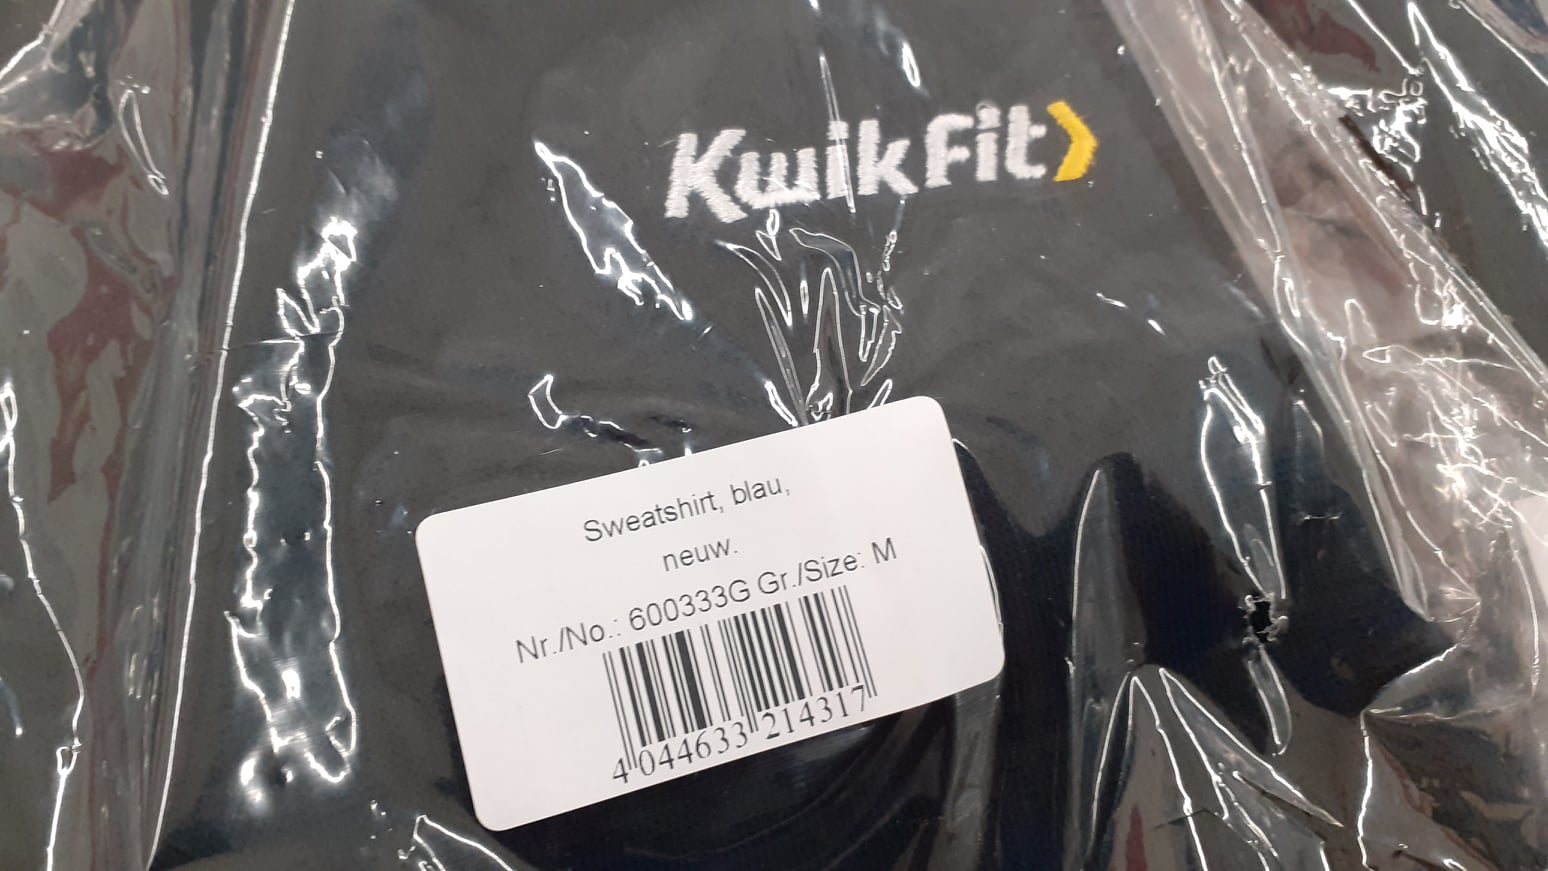 KwikFit
Sweatshirt, blau,
neuw.
Nr./No.: 600333G Gr./Size: M
4 044633 214317